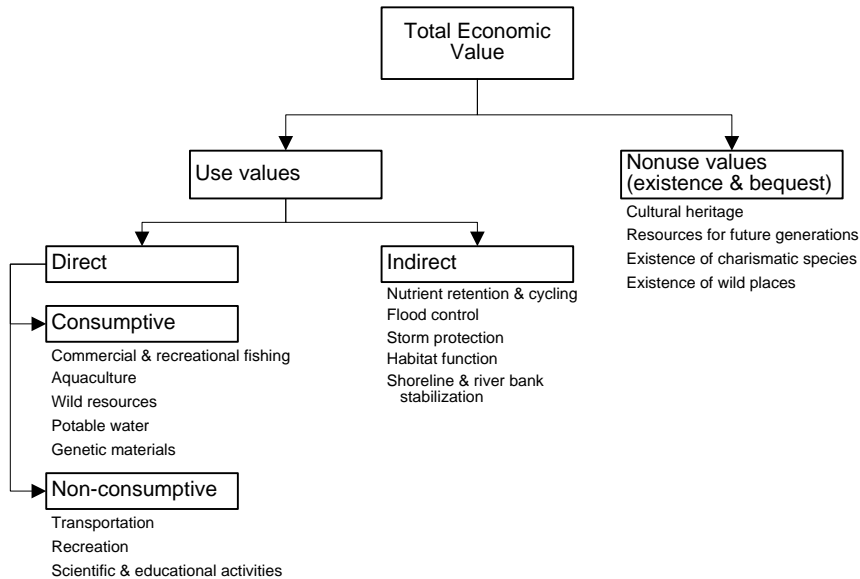 Total Economic
Value
Use values
Nonuse values
(existence & bequest)
Cultural heritage
Resources for future generations
Existence of charismatic species
Existence of wild places
Direct
Indirect
Nutrient retention & cycling
Flood control
Storm protection
Habitat function
Shoreline & river bank
stabilization
Consumptive
Commercial & recreational fishing
Aquaculture
Wild resources
Potable water
Genetic materials
Non-consumptive
Transportation
Recreation
Scientific & educational activities